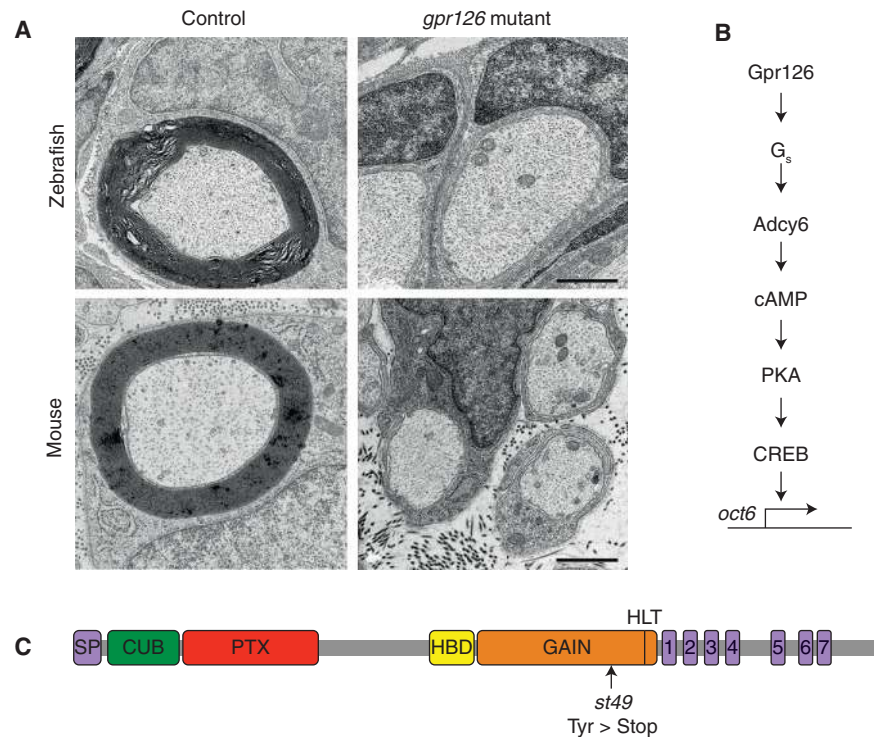 A
Control
gpr126 mutant
Zebrafish
Mouse
B
Gpr126
Gs
Adcy6
cAMP
PKA
CREB
oct6
C
SP CUB PTX HBD GAIN HLT 1 2 3 4 5 6 7
st49
Tyr > Stop